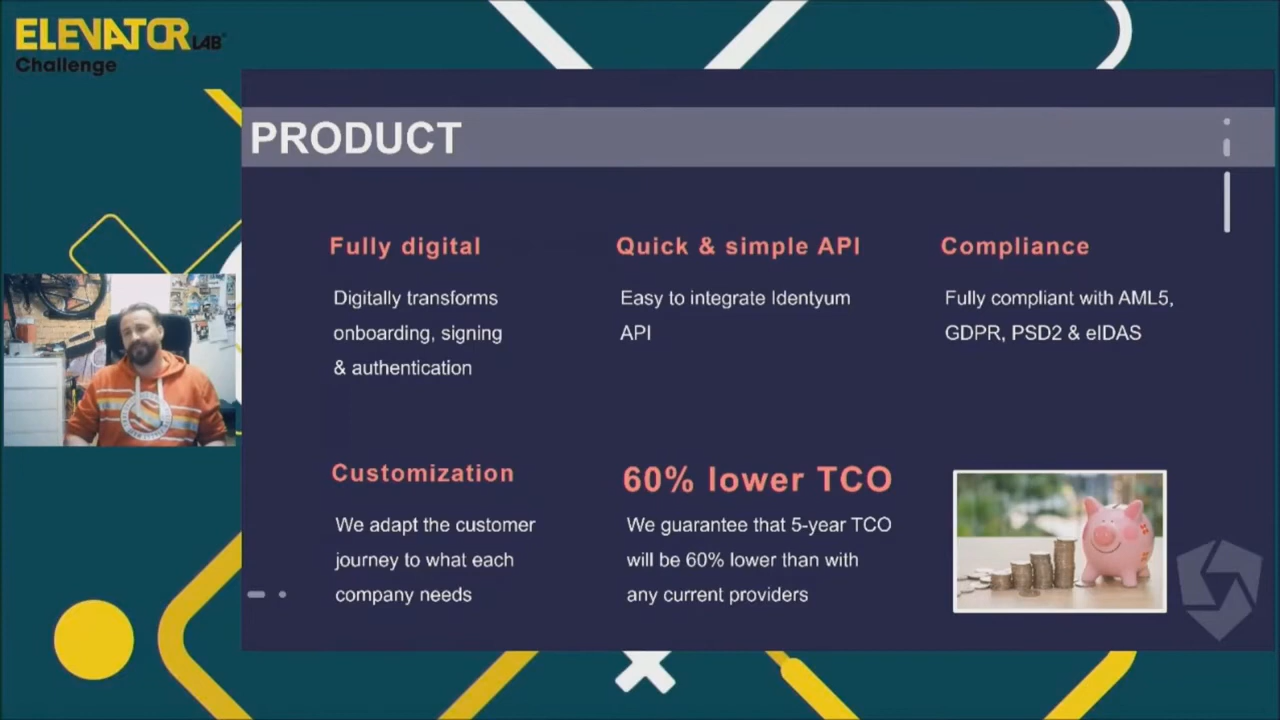 ELEVATOR LAB
Challenge
PRODUCT
Fully digital
Digitally transforms
onboarding, signing
& authentication
Quick & simple API
Easy to integrate Identyum
API
Compliance
Fully compliant with AML5,
GDPR, PSD2 & eIDAS
Customization
We adapt the customer
journey to what each
company needs
60% lower TCO
We guarantee that 5-year TCO
will be 60% lower than with
any current providers